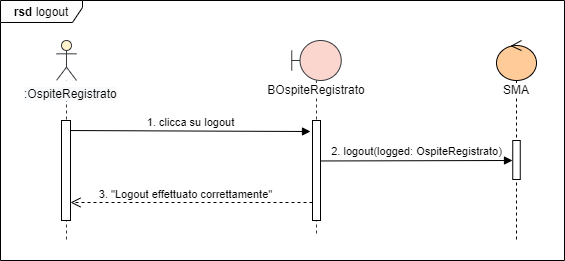 rsd logout
:OspiteRegistrato
BOspiteRegistrato
SMA
1. clicca su logout
2. logout(logged: OspiteRegistrato)
3. "Logout effettuato correttamente"